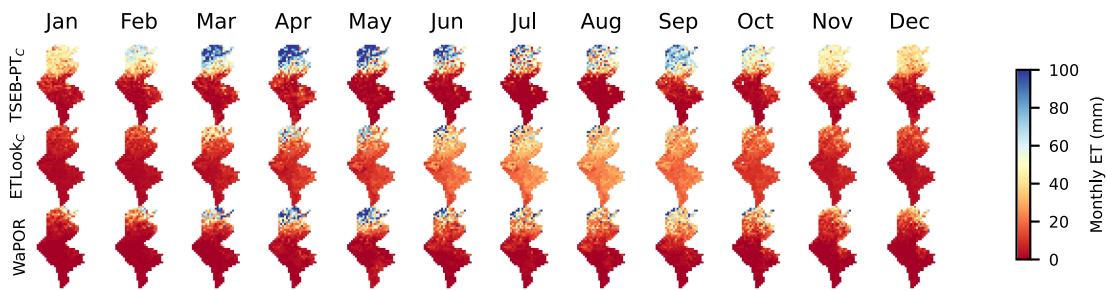 Jan Feb Mar Apr May Jun Jul Aug Sep Oct Nov Dec
TSEB-PT_C
ETLook_C
WaPOR
100
80
60
40
20
0
Monthly ET (mm)